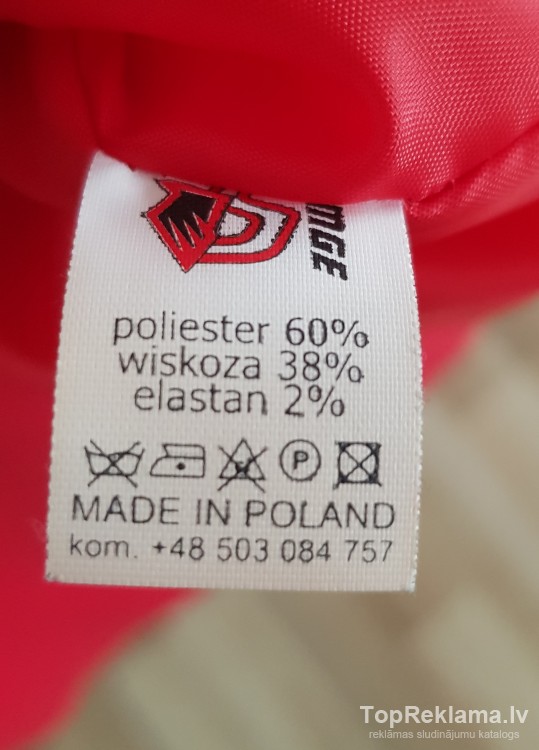 poliester 60%
wiskoza 38%
elastan 2%
P
MADE IN POLAND
kom. +48 503 084 757
TopReklama.lv
reklāmas sludinājumu katalogs